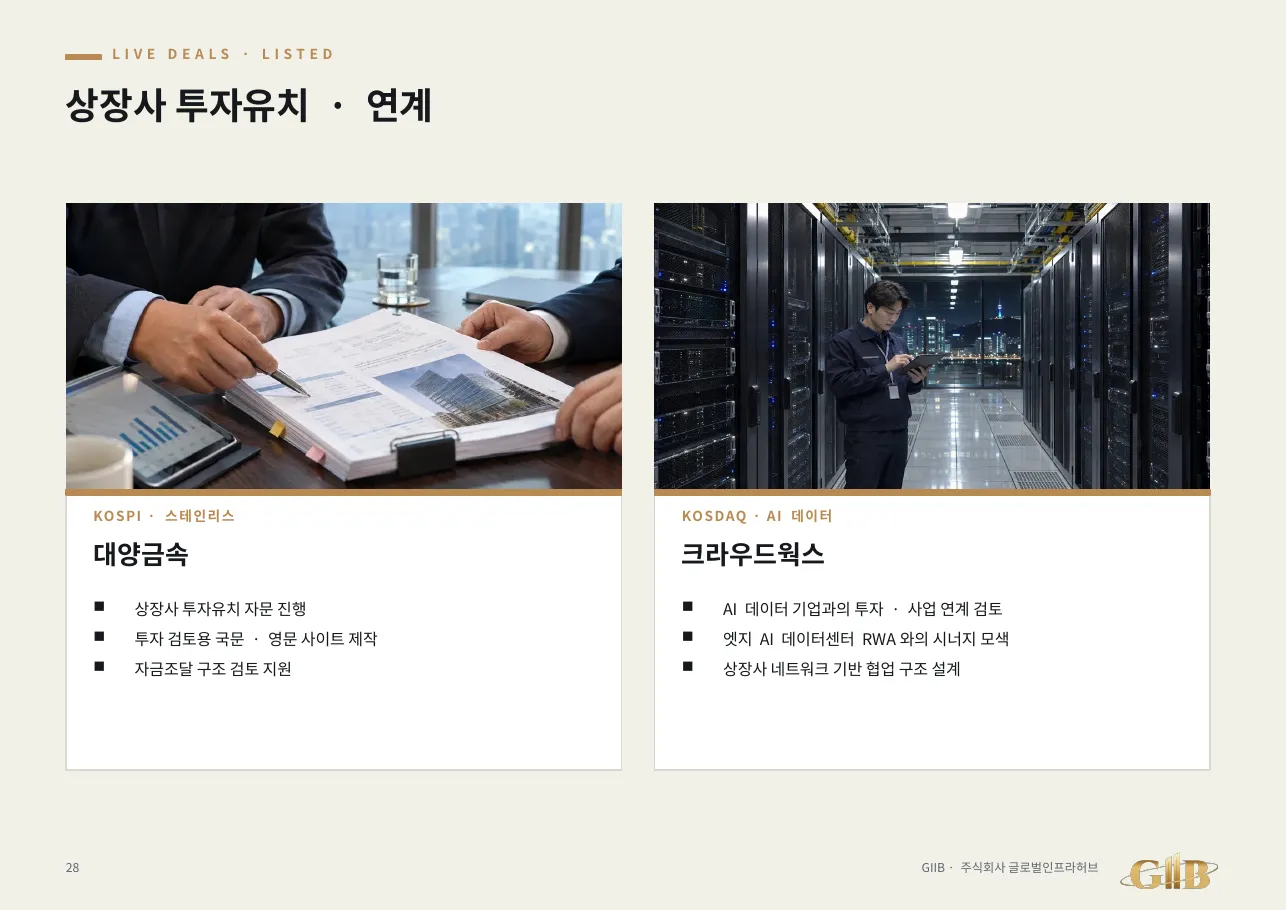 LIVE DEALS · LISTED
상장사 투자유치 · 연계
KOSPI · 스테인리스
대양금속
■ 상장사 투자유치 자문 진행
■ 투자 검토용 국문 · 영문 사이트 제작
■ 자금조달 구조 검토 지원
KOSDAQ · AI 데이터
크라우드웍스
■ AI 데이터 기업과의 투자 · 사업 연계 검토
■ 엣지 AI 데이터센터 RWA 와의 시너지 모색
■ 상장사 네트워크 기반 협업 구조 설계
28
GIIB · 주식회사 글로벌인프라허브
GIIB